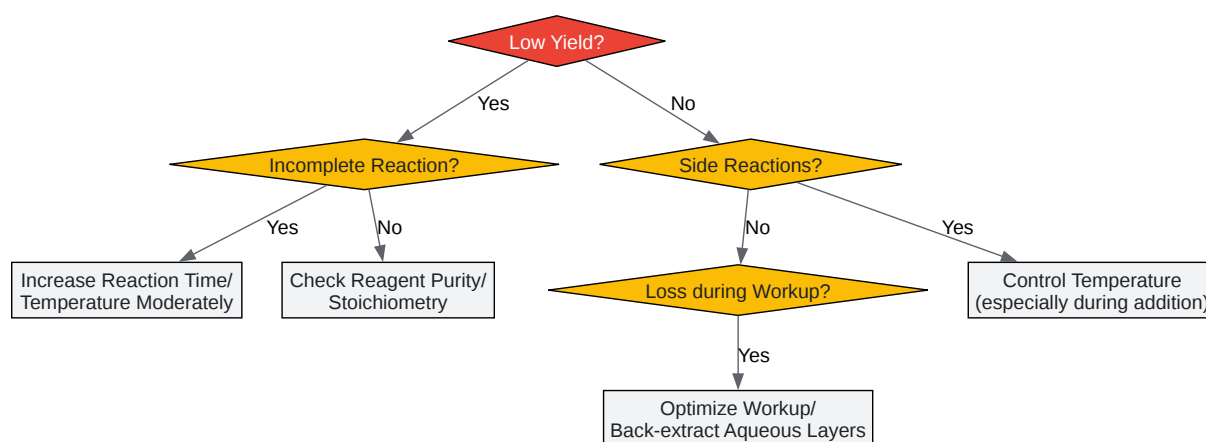 Low Yield?
Yes
No
Incomplete Reaction?
Side Reactions?
Yes
No
No
Yes
Increase Reaction Time/
Temperature Moderately
Check Reagent Purity/
Stoichiometry
Loss during Workup?
Control Temperature
(especially during addition)
Yes
Optimize Workup/
Back-extract Aqueous Layers